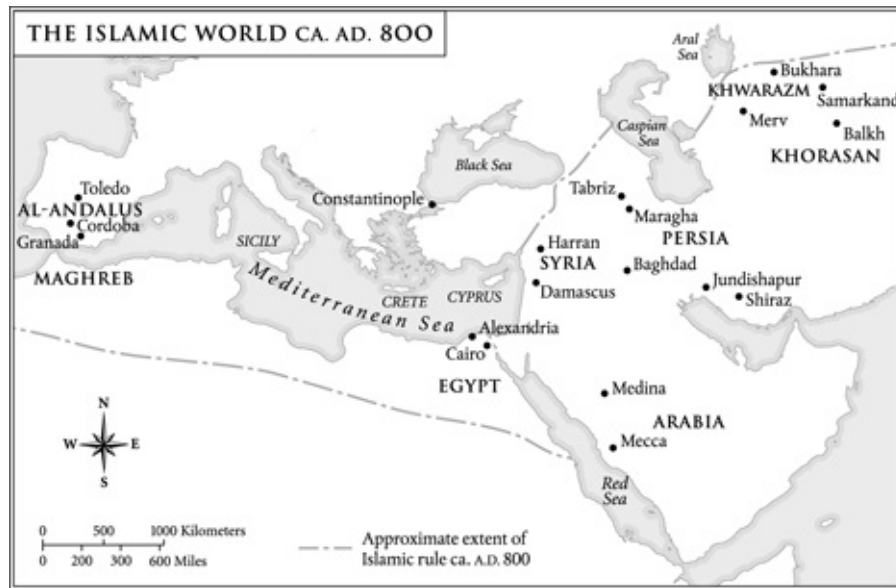 THE ISLAMIC WORLD CA. AD. 800
Aral
Sea
Bukhara
KHWARAZM
Samarkand
Merv
Balkh
KHORASAN
Caspian
Sea
Black Sea
Constantinople
Tabriz
Maragha
PERSIA
Toledo
AL-ANDALUS
Cordoba
Granada
MAGHREB
SICILY
Harran
SYRIA
Baghdad
Damascus
Jundishapur
Shiraz
Mediterranean Sea
CRETE
CYPRUS
Alexandria
Cairo
EGYPT
Medina
ARABIA
Mecca
Red
Sea
N
W E
S
0 500 1000 Kilometers
0 200 300 600 Miles
Approximate extent of
Islamic rule ca. A.D. 800